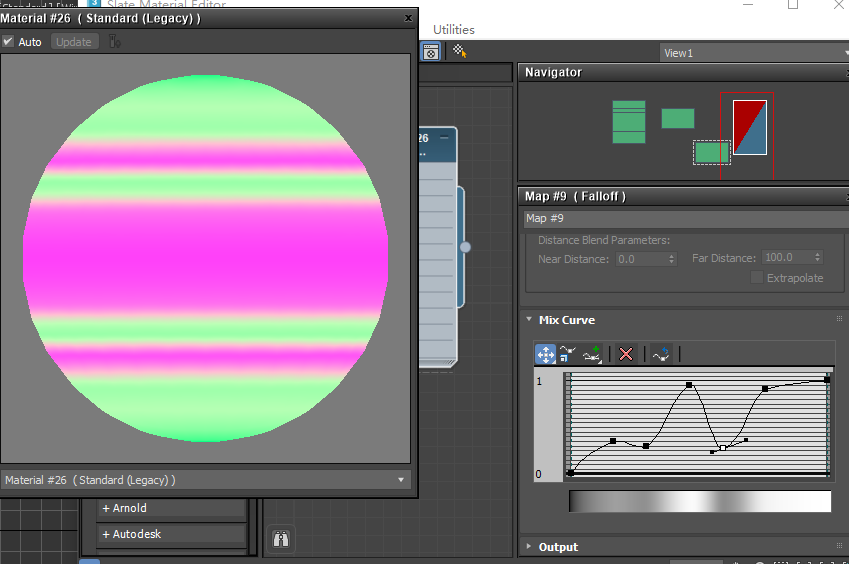 Slate Material Editor
Material #26 ( Standard (Legacy) )
Auto
Update
Utilities
View1
Navigator
26
...
Map #9 ( Falloff )
Map #9
Distance Blend Parameters:
Near Distance: 0.0
Far Distance: 100.0
Extrapolate
Mix Curve
1
0
Material #26 ( Standard (Legacy) )
+ Arnold
+ Autodesk
Output